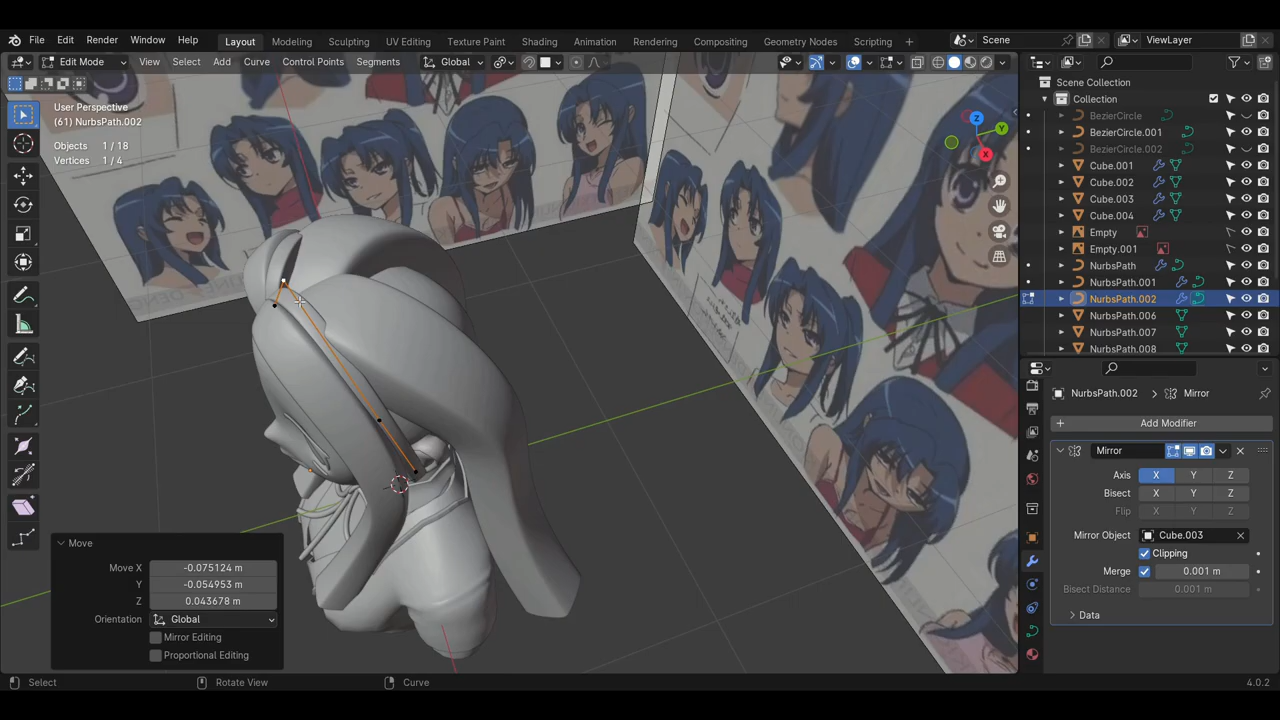 File Edit Render Window Help Layout Modeling Sculpting UV Editing Texture Paint Shading Animation Rendering Compositing Geometry Nodes Scripting + Scene ViewLayer
Edit Mode View Select Add Curve Control Points Segments Global
User Perspective
(61) NurbsPath.002
Objects 1 / 18
Vertices 1 / 4
Z
Y
X
Scene Collection
Collection
BezierCircle
BezierCircle.001
BezierCircle.002
Cube.001
Cube.002
Cube.003
Cube.004
Empty
Empty.001
NurbsPath
NurbsPath.001
NurbsPath.002
NurbsPath.006
NurbsPath.007
NurbsPath.008
NurbsPath.002 > Mirror
+ Add Modifier
Mirror
Axis X Y Z
Bisect X Y Z
Flip X Y Z
Mirror Object Cube.003
Clipping
Merge 0.001 m
Bisect Distance 0.001 m
Data
Move
Move X -0.075124 m
Y -0.054953 m
Z 0.043678 m
Orientation Global
Mirror Editing
Proportional Editing
Select Rotate View Curve 4.0.2